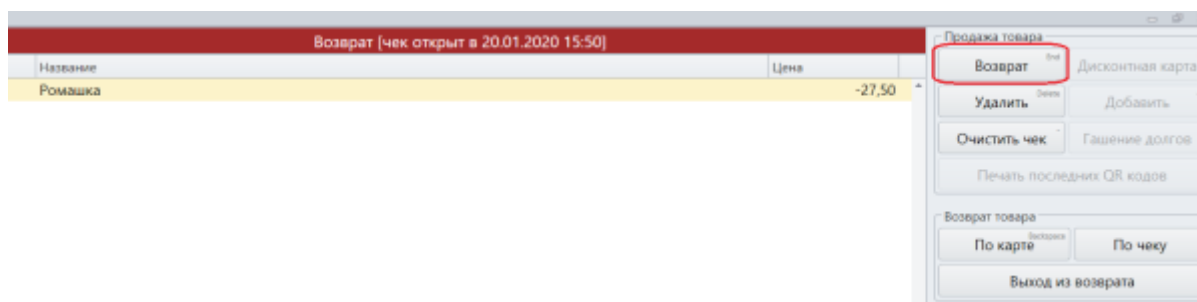 Возврат [чек открыт в 20.01.2020 15:50]
Название Цена
Ромашка -27,50
Продажа товара
Возврат End Дисконтная карта
Удалить Delete Добавить
Очистить чек Гашение долгов
Печать последних QR кодов
Возврат товара
По карте Backspace По чеку
Выход из возврата